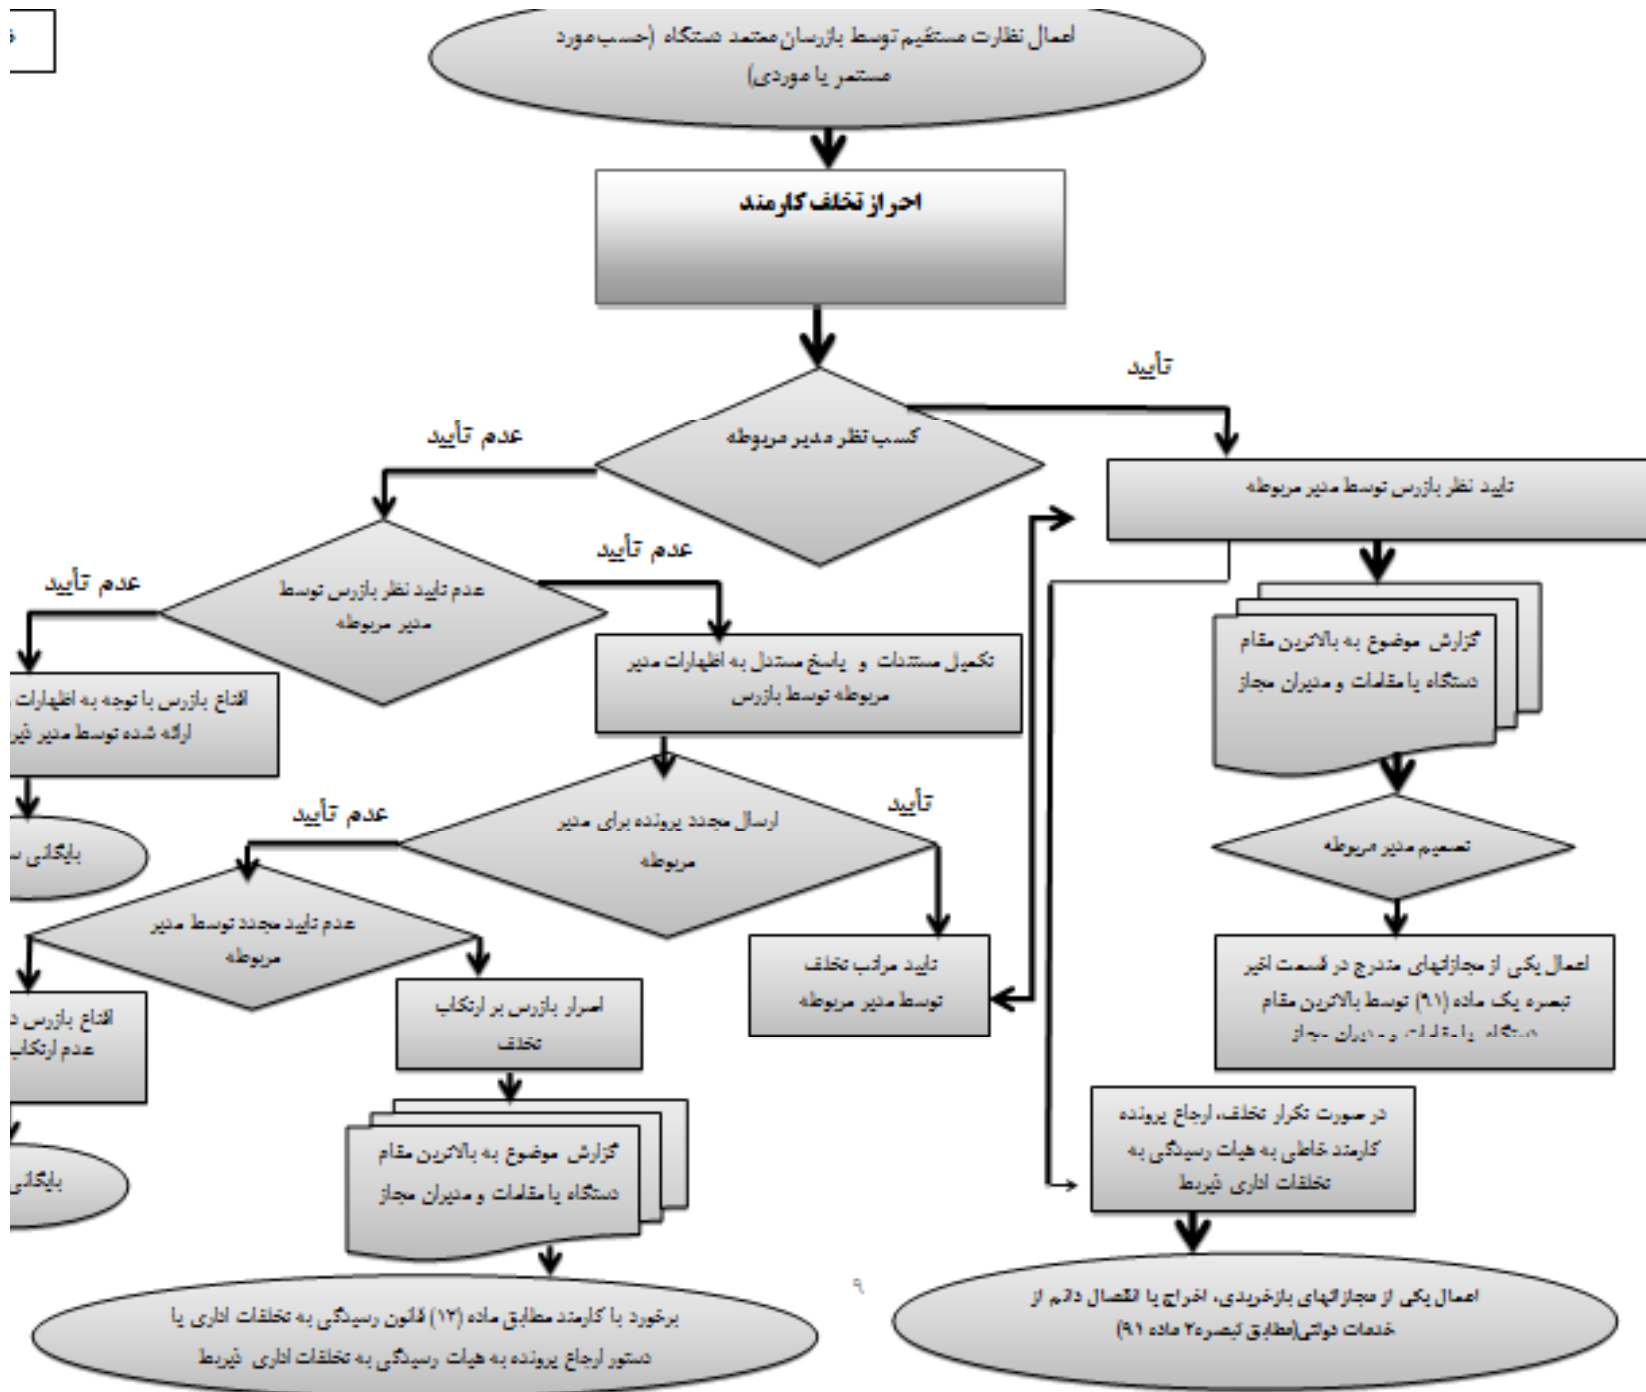 اعمال نظارت مستقیم توسط بازرسان معتمد دستگاه (حسب مورد
مستمر یا موردی)
احراز تخلف کارمند
تأیید
کسب نظر مدیر مربوطه
عدم تأیید
تایید نظر بازرس توسط مدیر مربوطه
عدم تأیید
عدم تأیید
عدم تایید نظر بازرس توسط
مدیر مربوطه
گزارش موضوع به بالاترین مقام
دستگاه یا مقامات و مدیران مجاز
تکمیل مستندات و پاسخ مستدل به اظهارات مدیر
مربوطه توسط بازرس
اقناع بازرس با توجه به اظهارات
ارائه شده توسط مدیر
تأیید
عدم تأیید
ارسال مجدد پرونده برای مدیر
مربوطه
تصمیم مدیر مربوطه
بایگانی
عدم تایید مجدد توسط مدیر
مربوطه
تایید مراتب تخلف
توسط مدیر مربوطه
اعمال یکی از مجازاتهای مندرج در قسمت اخیر
تبصره یک ماده (۹۱) توسط بالاترین مقام
دستگاه یا مقامات و مدیران مجاز
اصرار بازرس بر ارتکاب
تخلف
اقناع بازرس
عدم ارتکاب
در صورت تکرار تخلف، ارجاع پرونده
کارمند خاطی به هیات رسیدگی به
تخلفات اداری ذیربط
گزارش موضوع به بالاترین مقام
دستگاه یا مقامات و مدیران مجاز
بایگانی
۹
اعمال یکی از مجازاتهای بازخریدی، اخراج یا انفصال دائم از
خدمات دولتی(مطابق تبصره۲ ماده ۹۱)
برخورد با کارمند مطابق ماده (۱۲) قانون رسیدگی به تخلفات اداری یا
دستور ارجاع پرونده به هیات رسیدگی به تخلفات اداری ذیربط